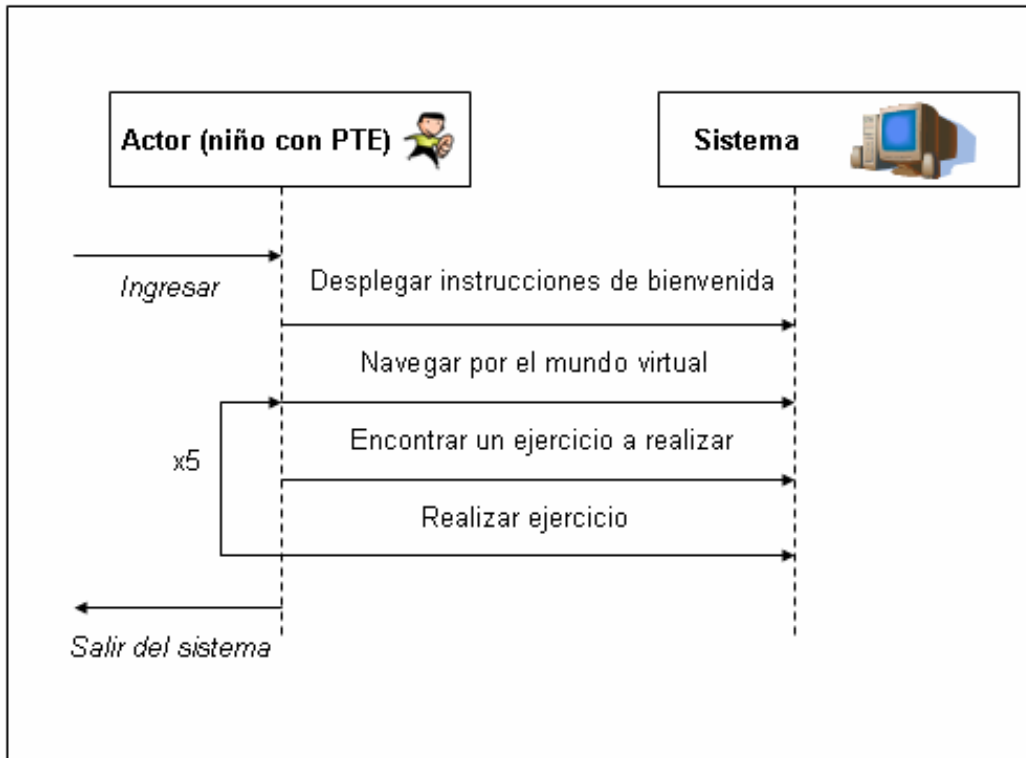 Actor (niño con PTE)
Sistema
Ingresar
Desplegar instrucciones de bienvenida
Navegar por el mundo virtual
Encontrar un ejercicio a realizar
x5
Realizar ejercicio
Salir del sistema